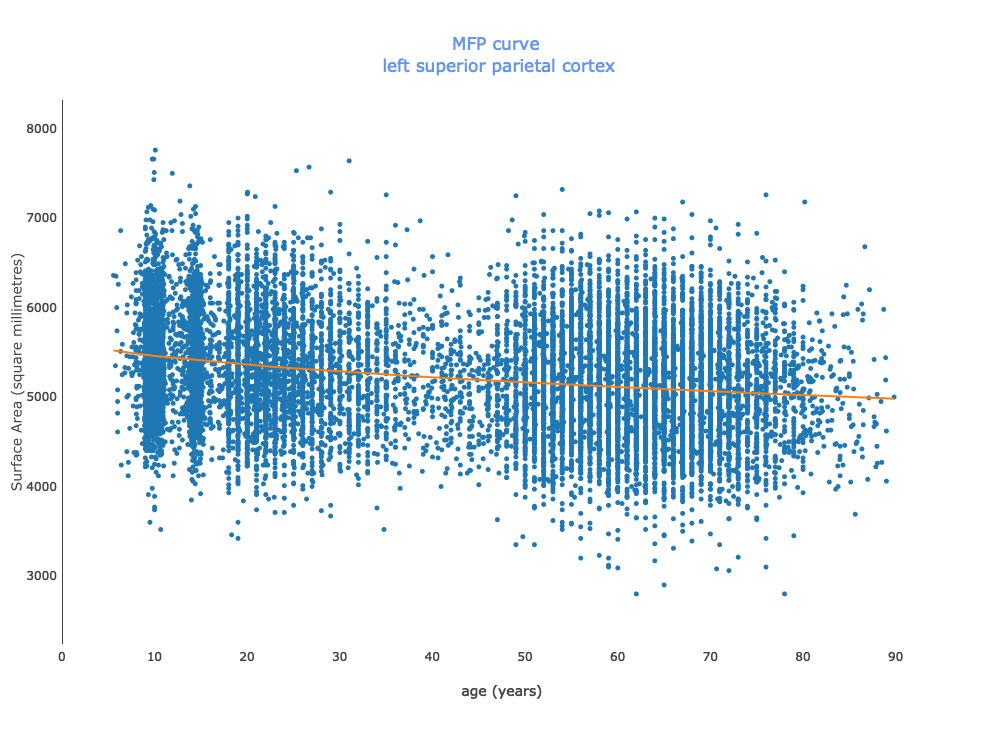 MFP curve
left superior parietal cortex
Surface Area (square millimetres)
8000
7000
6000
5000
4000
3000
0 10 20 30 40 50 60 70 80 90
age (years)